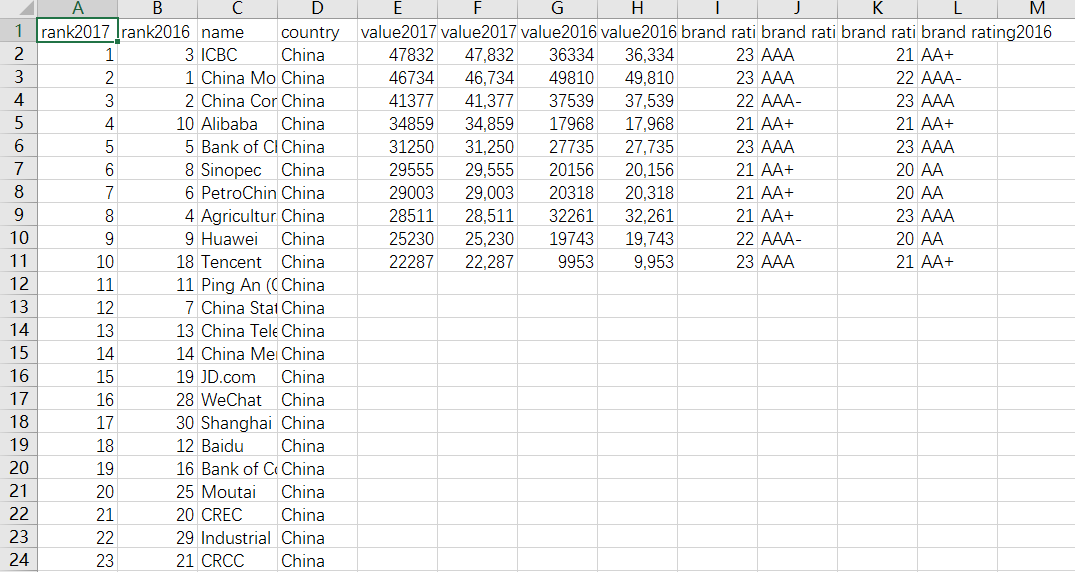 A B C D E F G H I J K L M
1 rank2017 rank2016 name country value2017 value2017 value2016 value2016 brand rati brand rati brand rati brand rating2016
2 1 3 ICBC China 47832 47,832 36334 36,334 23 AAA 21 AA+
3 2 1 China Mo China 46734 46,734 49810 49,810 23 AAA 22 AAA-
4 3 2 China Cor China 41377 41,377 37539 37,539 22 AAA- 23 AAA
5 4 10 Alibaba China 34859 34,859 17968 17,968 21 AA+ 21 AA+
6 5 5 Bank of Cl China 31250 31,250 27735 27,735 23 AAA 23 AAA
7 6 8 Sinopec China 29555 29,555 20156 20,156 21 AA+ 20 AA
8 7 6 PetroChin China 29003 29,003 20318 20,318 21 AA+ 20 AA
9 8 4 Agricultur China 28511 28,511 32261 32,261 21 AA+ 23 AAA
10 9 9 Huawei China 25230 25,230 19743 19,743 22 AAA- 20 AA
11 10 18 Tencent China 22287 22,287 9953 9,953 23 AAA 21 AA+
12 11 11 Ping An (C China
13 12 7 China Stat China
14 13 13 China Tele China
15 14 14 China Mer China
16 15 19 JD.com China
17 16 28 WeChat China
18 17 30 Shanghai China
19 18 12 Baidu China
20 19 16 Bank of Co China
21 20 25 Moutai China
22 21 20 CREC China
23 22 29 Industrial China
24 23 21 CRCC China